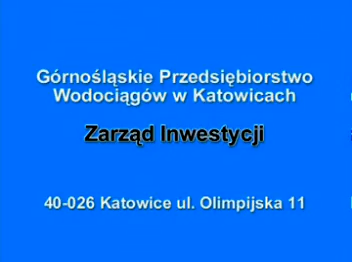 Górnośląskie Przedsiębiorstwo
Wodociągów w Katowicach
Zarząd Inwestycji
40-026 Katowice ul. Olimpijska 11